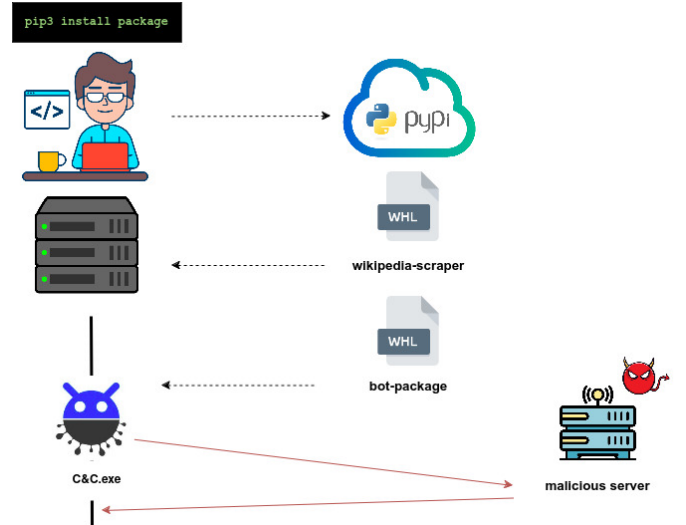 pip3 install package
</>
pypi
WHL
wikipedia-scraper
WHL
bot-package
C&C.exe
malicious server